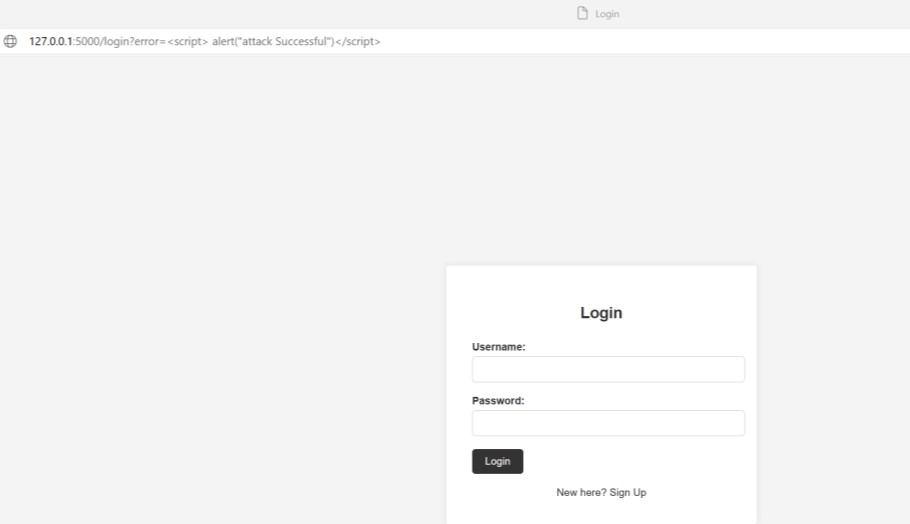 Login
127.0.0.1:5000/login?error=<script> alert("attack Successful")</script>
Login
Username:
Password:
Login
New here? Sign Up